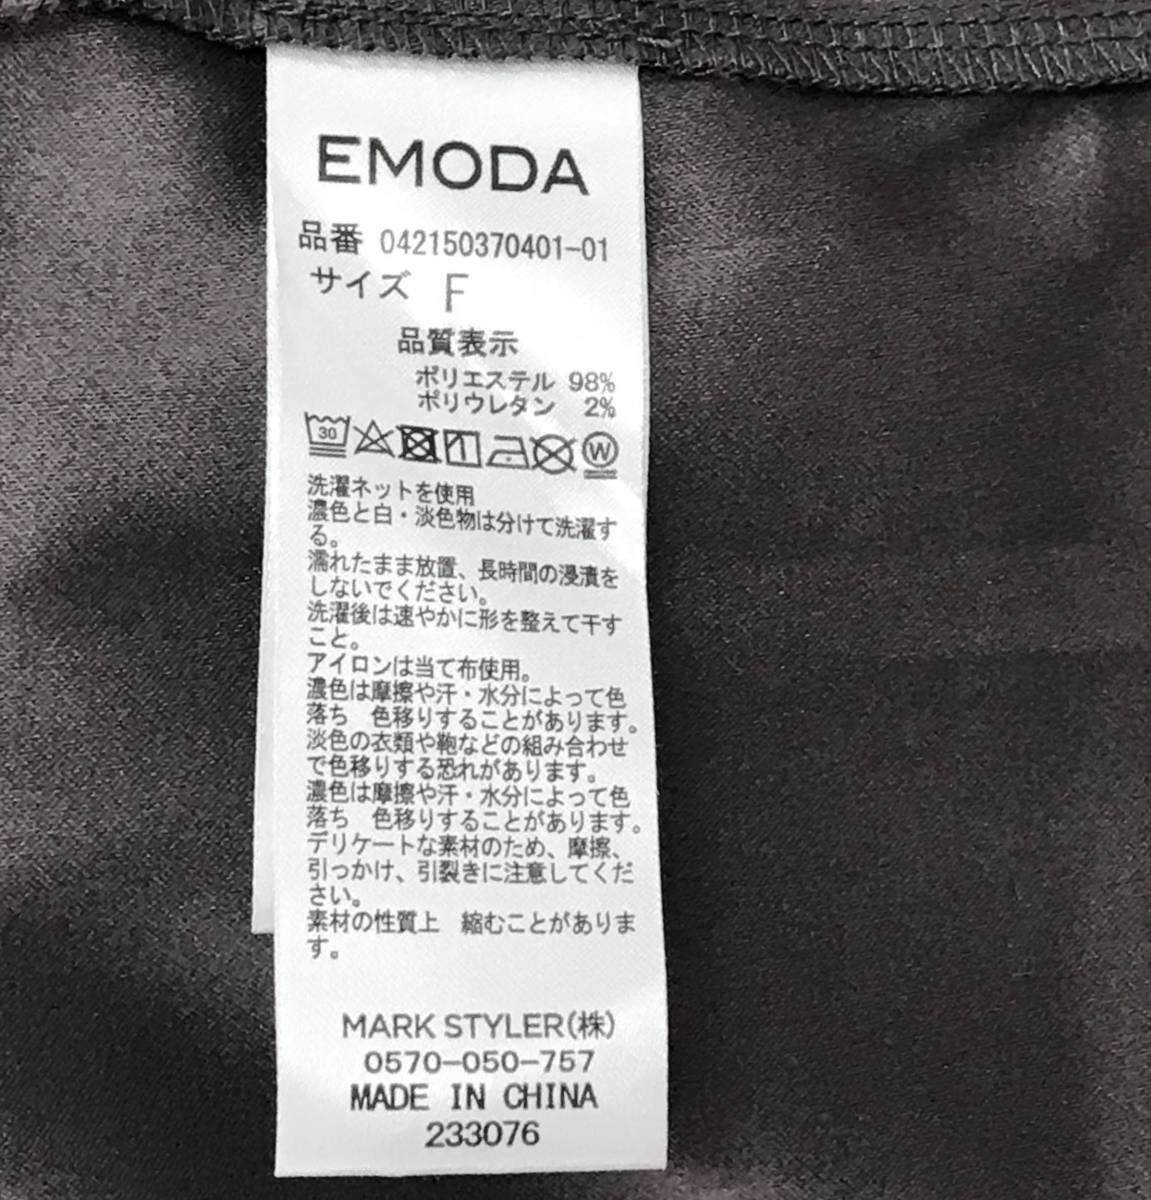 EMODA
品番 042150370401-01
サイズ F
品質表示
ポリエステル 98%
ポリウレタン 2%
30 W
洗濯ネットを使用
濃色と白・淡色物は分けて洗濯す
る。
濡れたまま放置、長時間の浸漬を
しないでください。
洗濯後は速やかに形を整えて干す
こと。
アイロンは当て布使用。
濃色は摩擦や汗・水分によって色
落ち 色移りすることがあります。
淡色の衣類や鞄などの組み合わせ
で色移りする恐れがあります。
濃色は摩擦や汗・水分によって色
落ち 色移りすることがあります。
デリケートな素材のため、摩擦、
引っかけ、引裂きに注意してくだ
さい。
素材の性質上 縮むことがありま
す。
MARK STYLER(株)
0570-050-757
MADE IN CHINA
233076